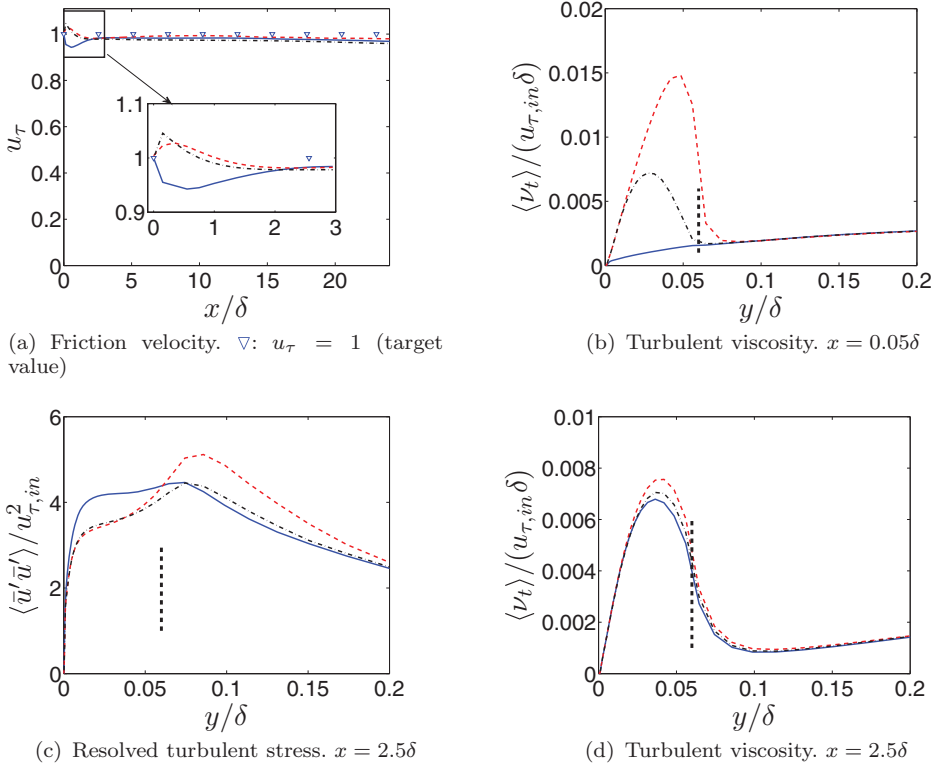 1
0.8
0.6
0.4
0.2
0
u_τ
0 5 10 15 20
x/δ
1.1
1
0.9
0 1 2 3
(a) Friction velocity. ▽: u_τ = 1 (target
value)
0.02
0.015
0.01
0.005
0
⟨ν_t⟩/(u_{τ,in}δ)
0 0.05 0.1 0.15 0.2
y/δ
(b) Turbulent viscosity. x = 0.05δ
6
4
2
0
⟨ū′ū′⟩/u²_{τ,in}
0 0.05 0.1 0.15 0.2
y/δ
(c) Resolved turbulent stress. x = 2.5δ
0.01
0.008
0.006
0.004
0.002
0
⟨ν_t⟩/(u_{τ,in}δ)
0 0.05 0.1 0.15 0.2
y/δ
(d) Turbulent viscosity. x = 2.5δ